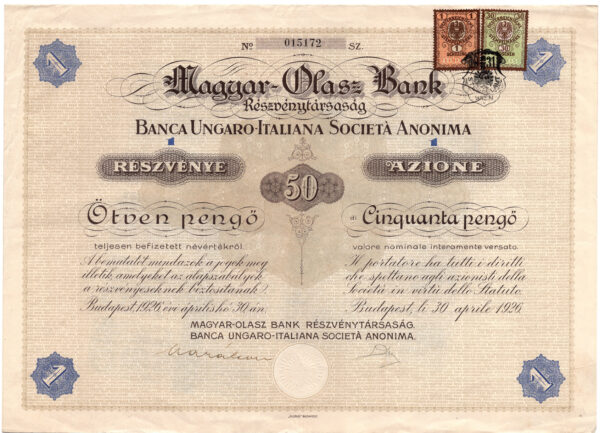 No 015172 SZ.
Magyar-Olasz Bank
Részvénytársaság
BANCA UNGARO-ITALIANA SOCIETÀ ANONIMA
RÉSZVÉNYE
AZIONE
50
Ötven pengő
di Cinquanta pengő
teljesen befizetett névértékről.
valore nominale interamente versato.
A bemutatót mindazok a jogok meg
illetik, amelyeket az alapszabályok
a részvényeseknek biztosítanak.
Budapest, 1926. évi április hó 30-án.
Il portatore ha tutti i diritti
che spettano agli azionisti della
Società in virtù dello Statuto.
Budapest, li 30 aprile 1926.
MAGYAR-OLASZ BANK RÉSZVÉNYTÁRSASÁG.
BANCA UNGARO-ITALIANA SOCIETÀ ANONIMA.
1
1
1
1